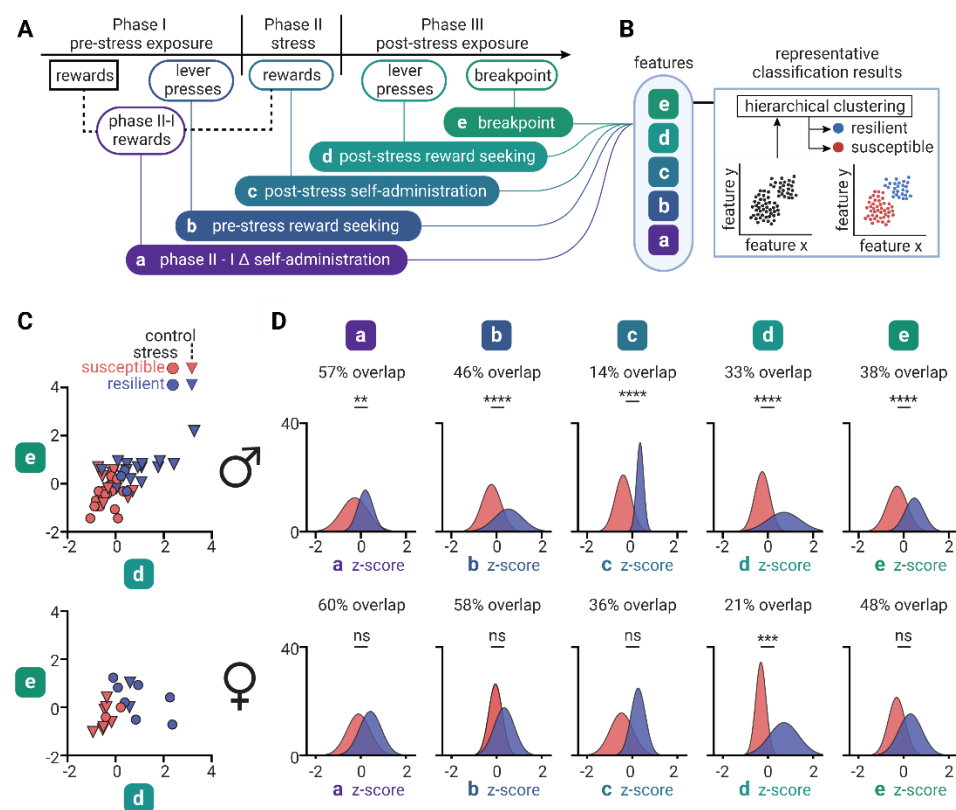 A
Phase I
pre-stress exposure
Phase II
stress
Phase III
post-stress exposure
rewards
lever
presses
rewards
lever
presses
breakpoint
phase II-I
rewards
e breakpoint
d post-stress reward seeking
c post-stress self-administration
b pre-stress reward seeking
a phase II - I Δ self-administration
B
features
e
d
c
b
a
representative
classification results
hierarchical clustering
resilient
susceptible
feature y
feature x
feature y
feature x
C
control
stress
susceptible
resilient
4
2
0
-2
e
-2 0 2 4
d
♂
4
2
0
-2
e
-2 0 2 4
d
♀
D
a b c d e
57% overlap 46% overlap 14% overlap 33% overlap 38% overlap
** **** **** **** ****
40
0
-2 0 2 -2 0 2 -2 0 2 -2 0 2 -2 0 2
a z-score b z-score c z-score d z-score e z-score
60% overlap 58% overlap 36% overlap 21% overlap 48% overlap
ns ns ns *** ns
40
0
-2 0 2 -2 0 2 -2 0 2 -2 0 2 -2 0 2
a z-score b z-score c z-score d z-score e z-score